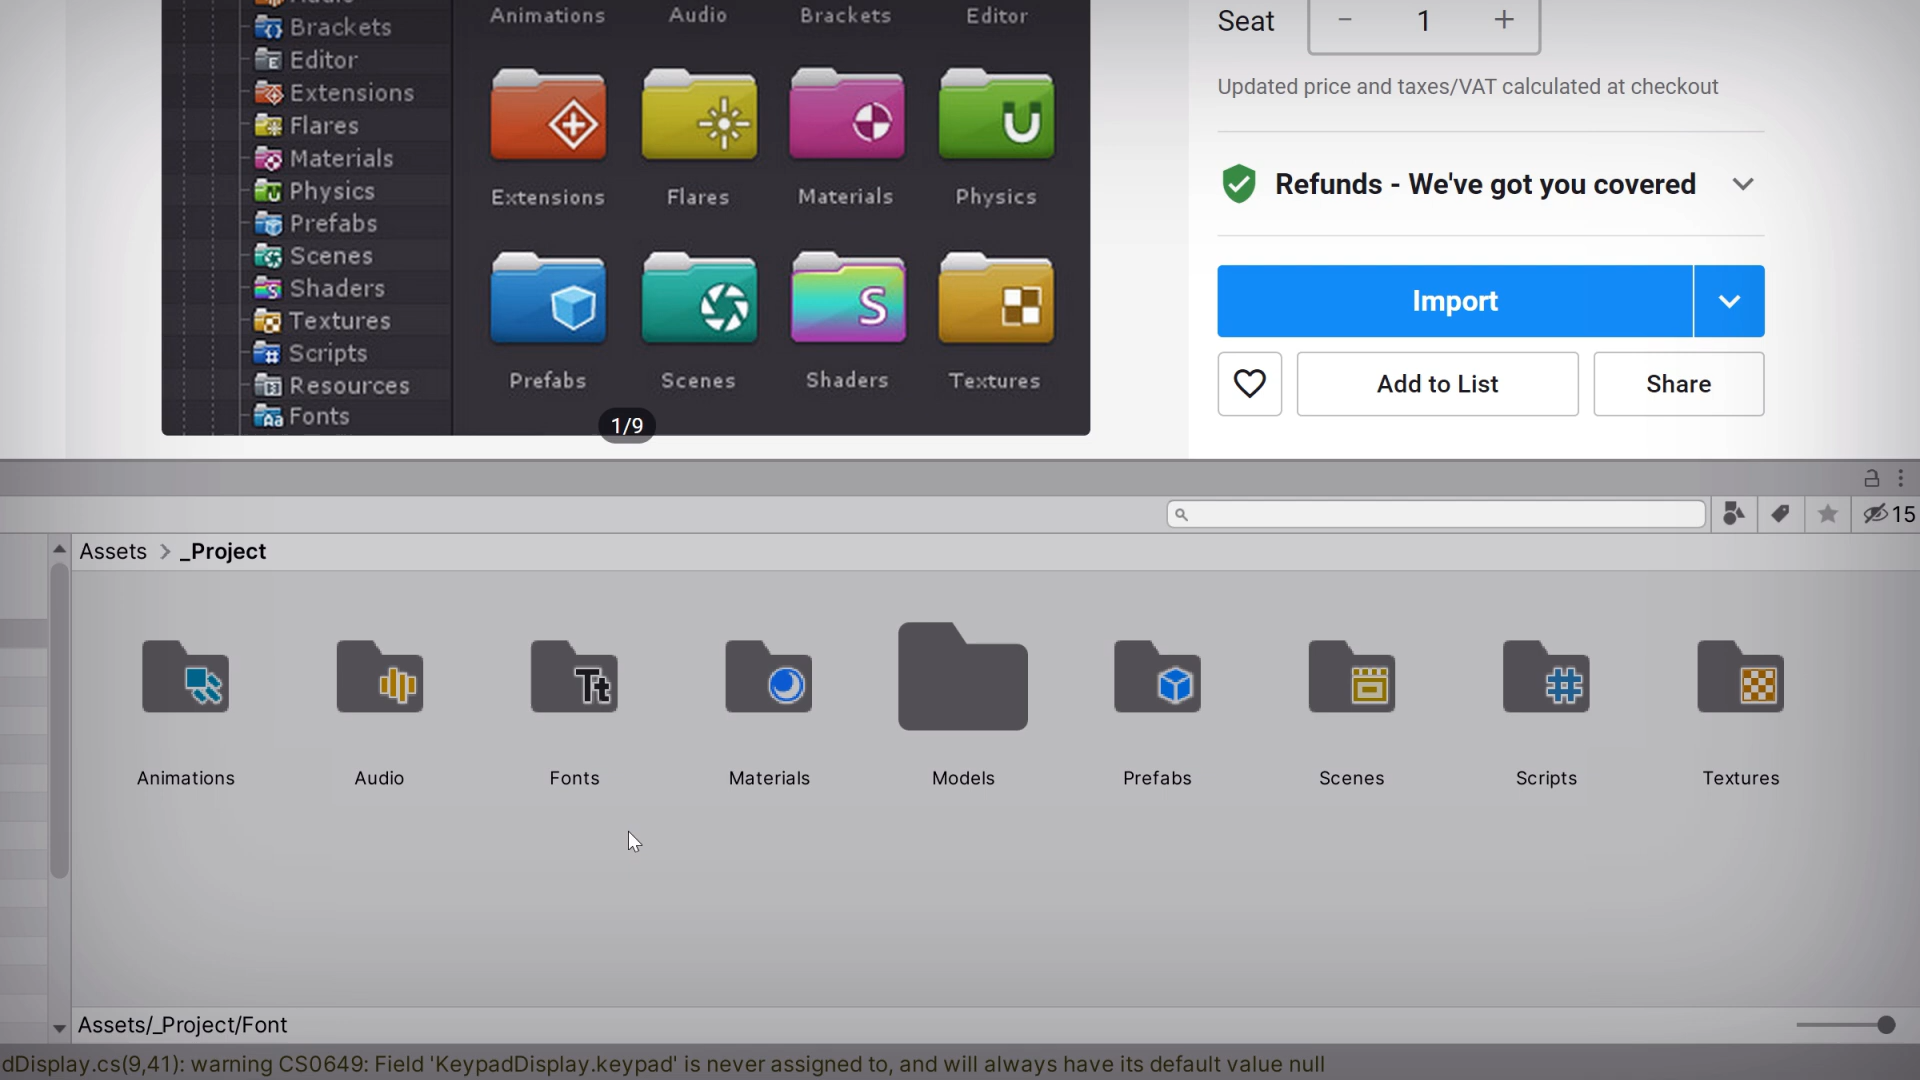 Brackets
Editor
Extensions
Flares
Materials
Physics
Prefabs
Scenes
Shaders
Textures
Scripts
Resources
Fonts
Animations Audio Brackets Editor
Extensions Flares Materials Physics
Prefabs Scenes Shaders Textures
1/9
Seat - 1 +
Updated price and taxes/VAT calculated at checkout
Refunds - We've got you covered
Import
Add to List Share
15
Assets > _Project
Animations Audio Fonts Materials Models Prefabs Scenes Scripts Textures
Assets/_Project/Font
dDisplay.cs(9,41): warning CS0649: Field 'KeypadDisplay.keypad' is never assigned to, and will always have its default value null